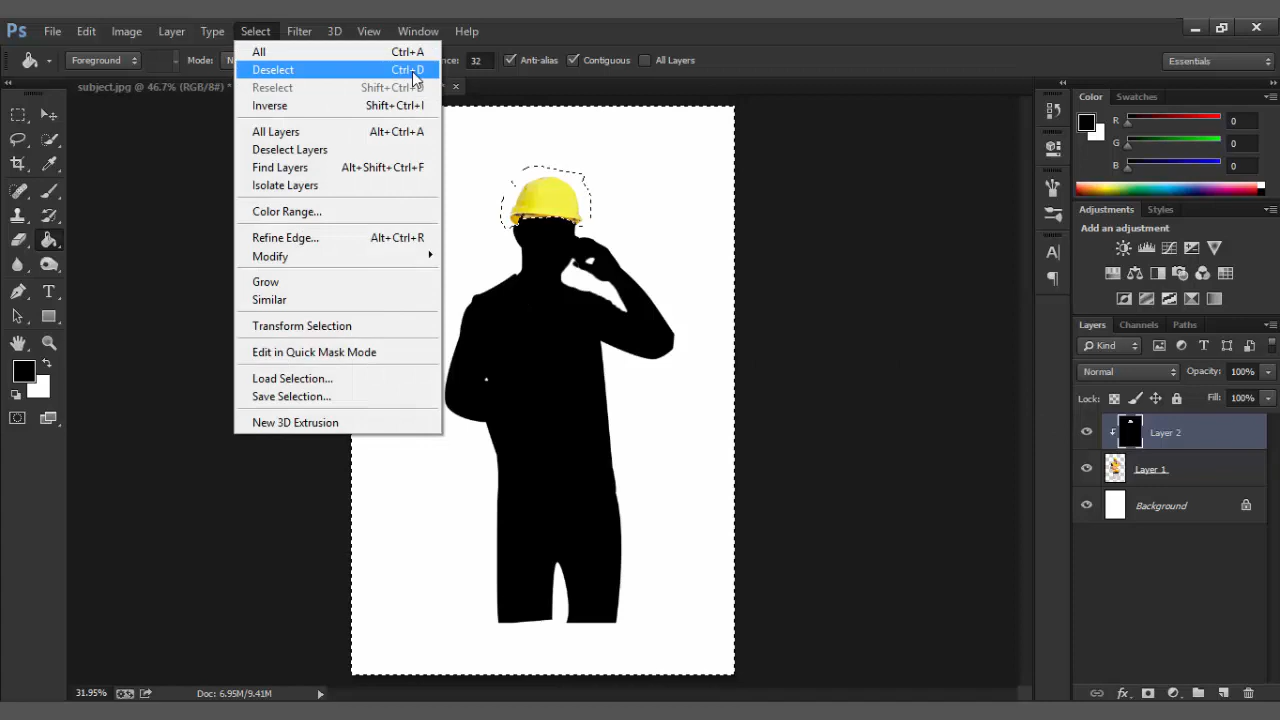 Ps File Edit Image Layer Type Select Filter 3D View Window Help
Foreground Mode: 32 Anti-alias Contiguous All Layers Essentials
subject.jpg @ 46.7% (RGB/8#) *
All Ctrl+A
Deselect Ctrl+D
Reselect Shift+Ctrl+D
Inverse Shift+Ctrl+I
All Layers Alt+Ctrl+A
Deselect Layers
Find Layers Alt+Shift+Ctrl+F
Isolate Layers
Color Range...
Refine Edge... Alt+Ctrl+R
Modify
Grow
Similar
Transform Selection
Edit in Quick Mask Mode
Load Selection...
Save Selection...
New 3D Extrusion
Color Swatches
R 0
G 0
B 0
Adjustments Styles
Add an adjustment
Layers Channels Paths
Kind
Normal Opacity: 100%
Lock: Fill: 100%
Layer 2
Layer 1
Background
31.95% Doc: 6.95M/9.41M